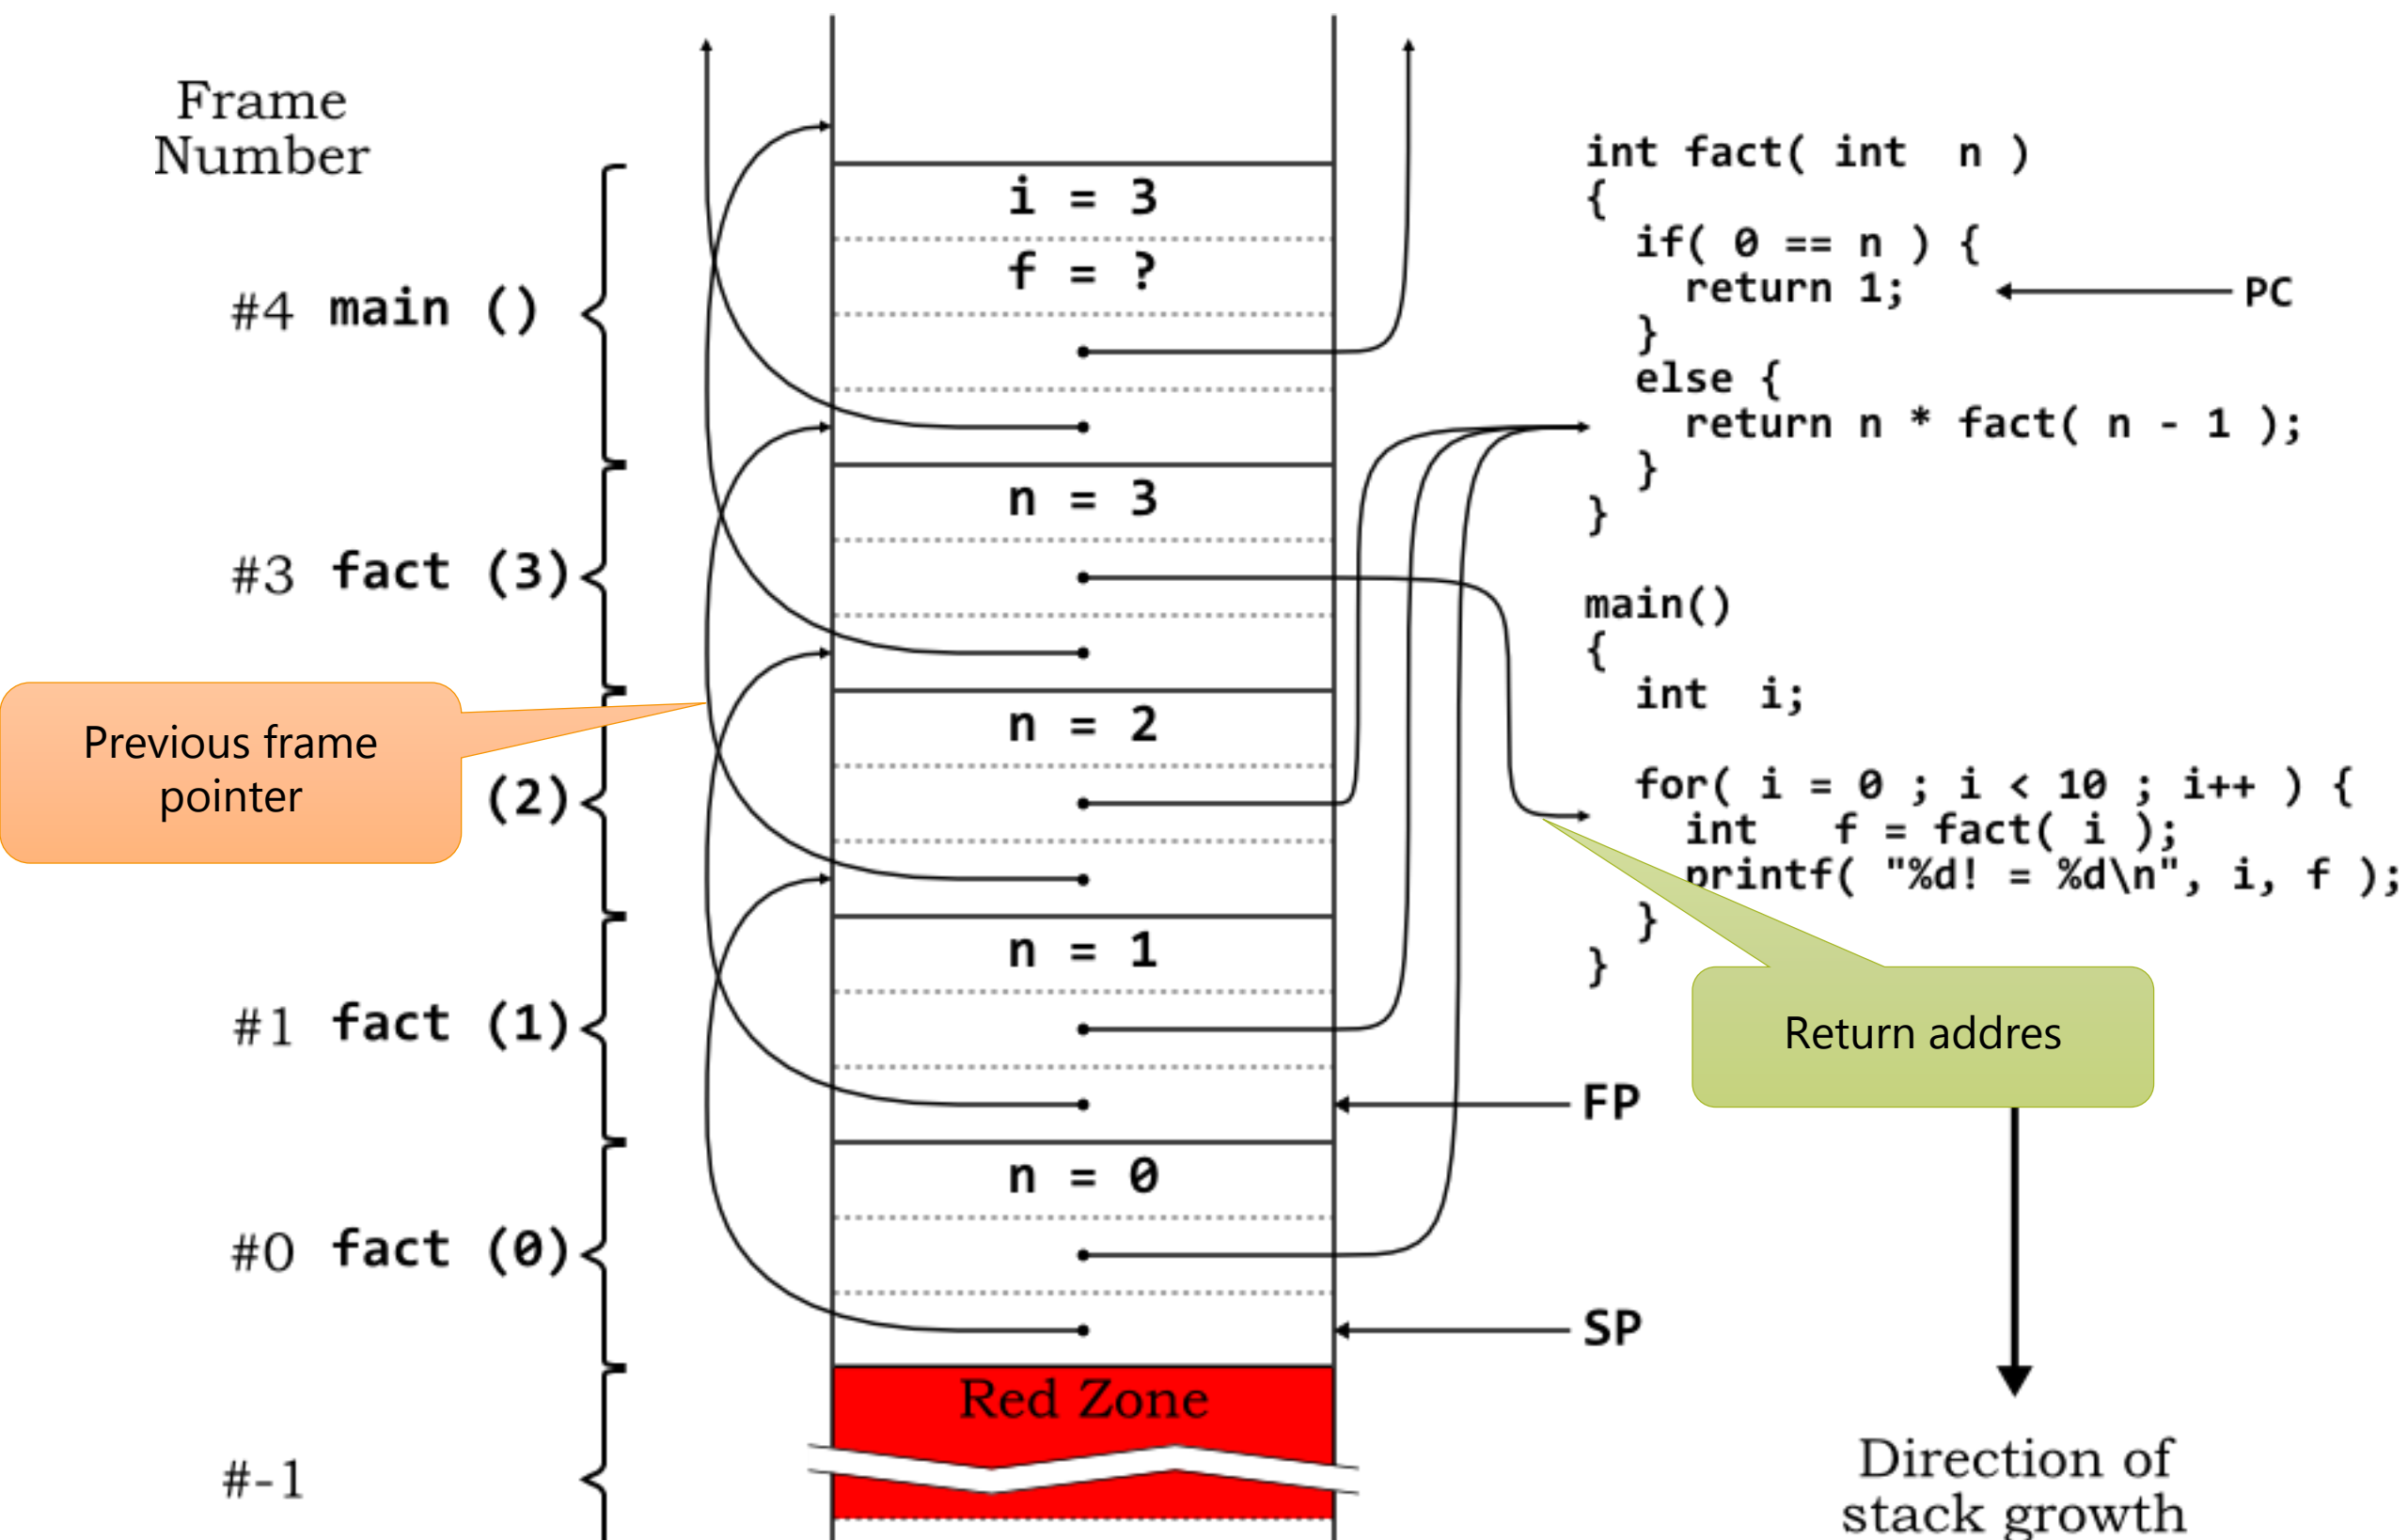 Frame
Number
#4 main ()
#3 fact (3)
(2)
#1 fact (1)
#0 fact (0)
#-1
Previous frame
pointer
i = 3
f = ?
n = 3
n = 2
n = 1
n = 0
Red Zone
int fact( int  n )
{
  if( 0 == n ) {
    return 1;
  }
  else {
    return n * fact( n - 1 );
  }
}
main()
{
  int  i;
  for( i = 0 ; i < 10 ; i++ ) {
    int   f = fact( i );
    printf( "%d! = %d\n", i, f );
  }
}
PC
Return addres
FP
SP
Direction of
stack growth